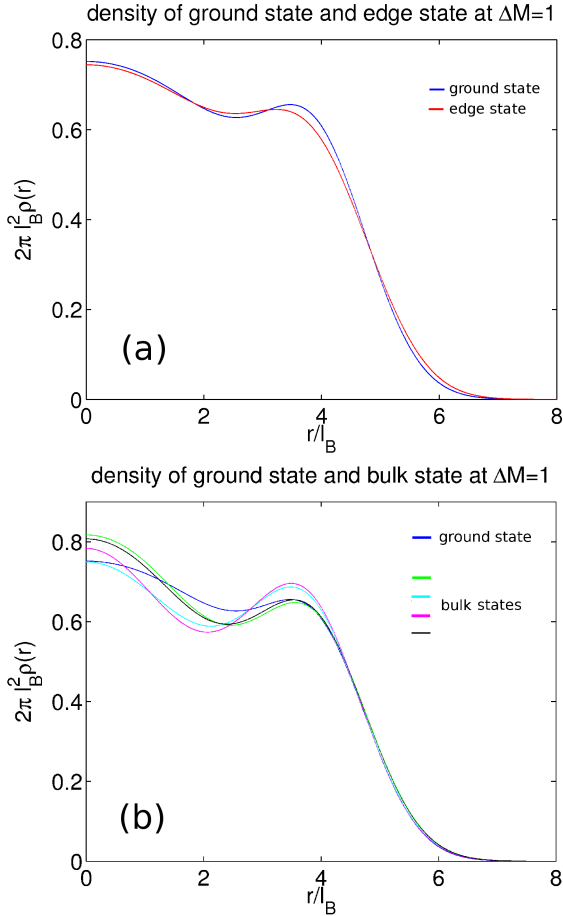 density of ground state and edge state at ΔM=1
0.8
0.6
0.4
0.2
0
2π l_B^2 ρ(r)
ground state
edge state
(a)
0 2 4 6 8
r/l_B
density of ground state and bulk state at ΔM=1
0.8
0.6
0.4
0.2
0
2π l_B^2 ρ(r)
ground state
bulk states
(b)
0 2 4 6 8
r/l_B